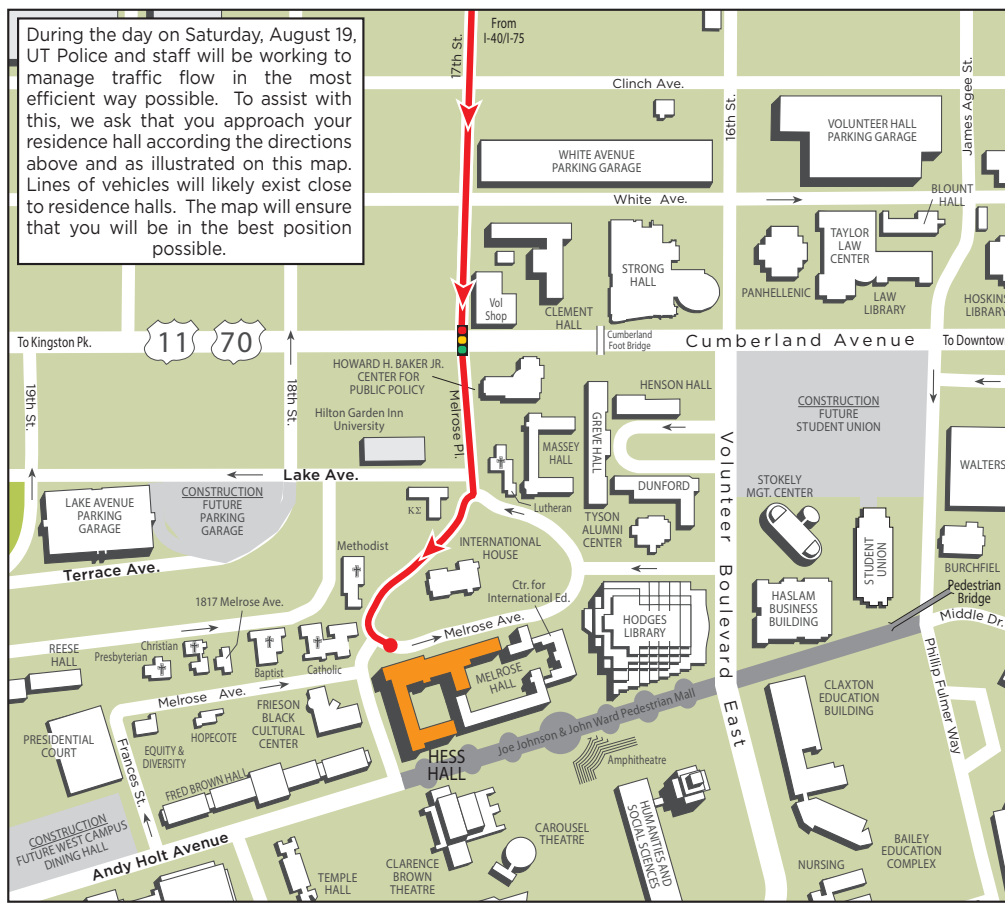 During the day on Saturday, August 19,
UT Police and staff will be working to
manage traffic flow in the most
efficient way possible. To assist with
this, we ask that you approach your
residence hall according the directions
above and as illustrated on this map.
Lines of vehicles will likely exist close
to residence halls. The map will ensure
that you will be in the best position
possible.
From
I-40/I-75
17th St.
Clinch Ave.
16th St.
James Agee St.
WHITE AVENUE
PARKING GARAGE
VOLUNTEER HALL
PARKING GARAGE
White Ave.
BLOUNT
HALL
TAYLOR
LAW
CENTER
STRONG
HALL
PANHELLENIC
LAW
LIBRARY
HOSKINS
LIBRARY
Vol
Shop
CLEMENT
HALL
To Kingston Pk.
11
70
Cumberland
Foot Bridge
Cumberland Avenue
To Downtow
HOWARD H. BAKER JR.
CENTER FOR
PUBLIC POLICY
19th St.
18th St.
Melrose Pl.
HENSON HALL
CONSTRUCTION
FUTURE
STUDENT UNION
Hilton Garden Inn
University
MASSEY
HALL
GREVE HALL
WALTERS
Lake Ave.
Lutheran
DUNFORD
STOKELY
MGT. CENTER
LAKE AVENUE
PARKING
GARAGE
CONSTRUCTION
FUTURE
PARKING
GARAGE
ΚΣ
TYSON
ALUMNI
CENTER
Volunteer Boulevard
East
STUDENT
UNION
Methodist
INTERNATIONAL
HOUSE
BURCHFIEL
Terrace Ave.
Ctr. for
International Ed.
Pedestrian
Bridge
1817 Melrose Ave.
HASLAM
BUSINESS
BUILDING
Middle Dr.
HODGES
LIBRARY
Melrose Ave.
REESE
HALL
Christian
Presbyterian
Baptist
Catholic
MELROSE
HALL
Phillip Fulmer Way
Melrose Ave.
CLAXTON
EDUCATION
BUILDING
FRIESON
BLACK
CULTURAL
CENTER
Joe Johnson & John Ward Pedestrian Mall
PRESIDENTIAL
COURT
HOPECOTE
EQUITY &
DIVERSITY
HESS
HALL
Amphitheatre
Frances St.
FRED BROWN HALL
CONSTRUCTION
FUTURE WEST CAMPUS
DINING HALL
HUMANITIES AND
SOCIAL SCIENCES
Andy Holt Avenue
CAROUSEL
THEATRE
CLARENCE
BROWN
THEATRE
TEMPLE
HALL
NURSING
BAILEY
EDUCATION
COMPLEX